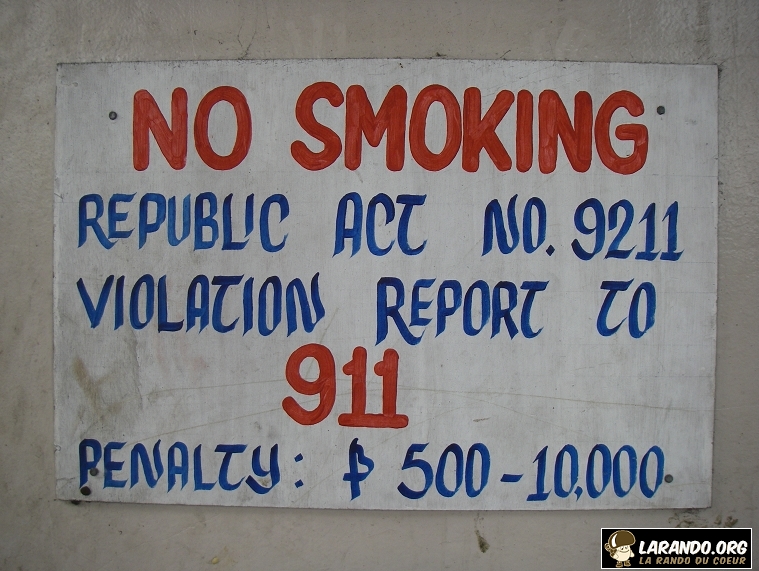 NO SMOKING
REPUBLIC ACT NO. 9211
VIOLATION REPORT TO
911
PENALTY: ₱ 500-10,000
LARANDO.ORG
LA RANDO DU COEUR